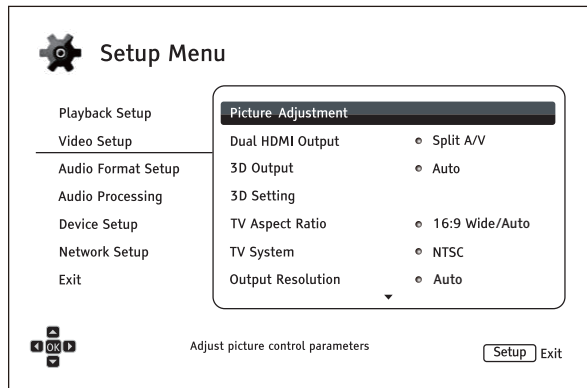 Setup Menu
Playback Setup
Video Setup
Audio Format Setup
Audio Processing
Device Setup
Network Setup
Exit
Picture Adjustment
Dual HDMI Output Split A/V
3D Output Auto
3D Setting
TV Aspect Ratio 16:9 Wide/Auto
TV System NTSC
Output Resolution Auto
OK
Adjust picture control parameters
Setup Exit